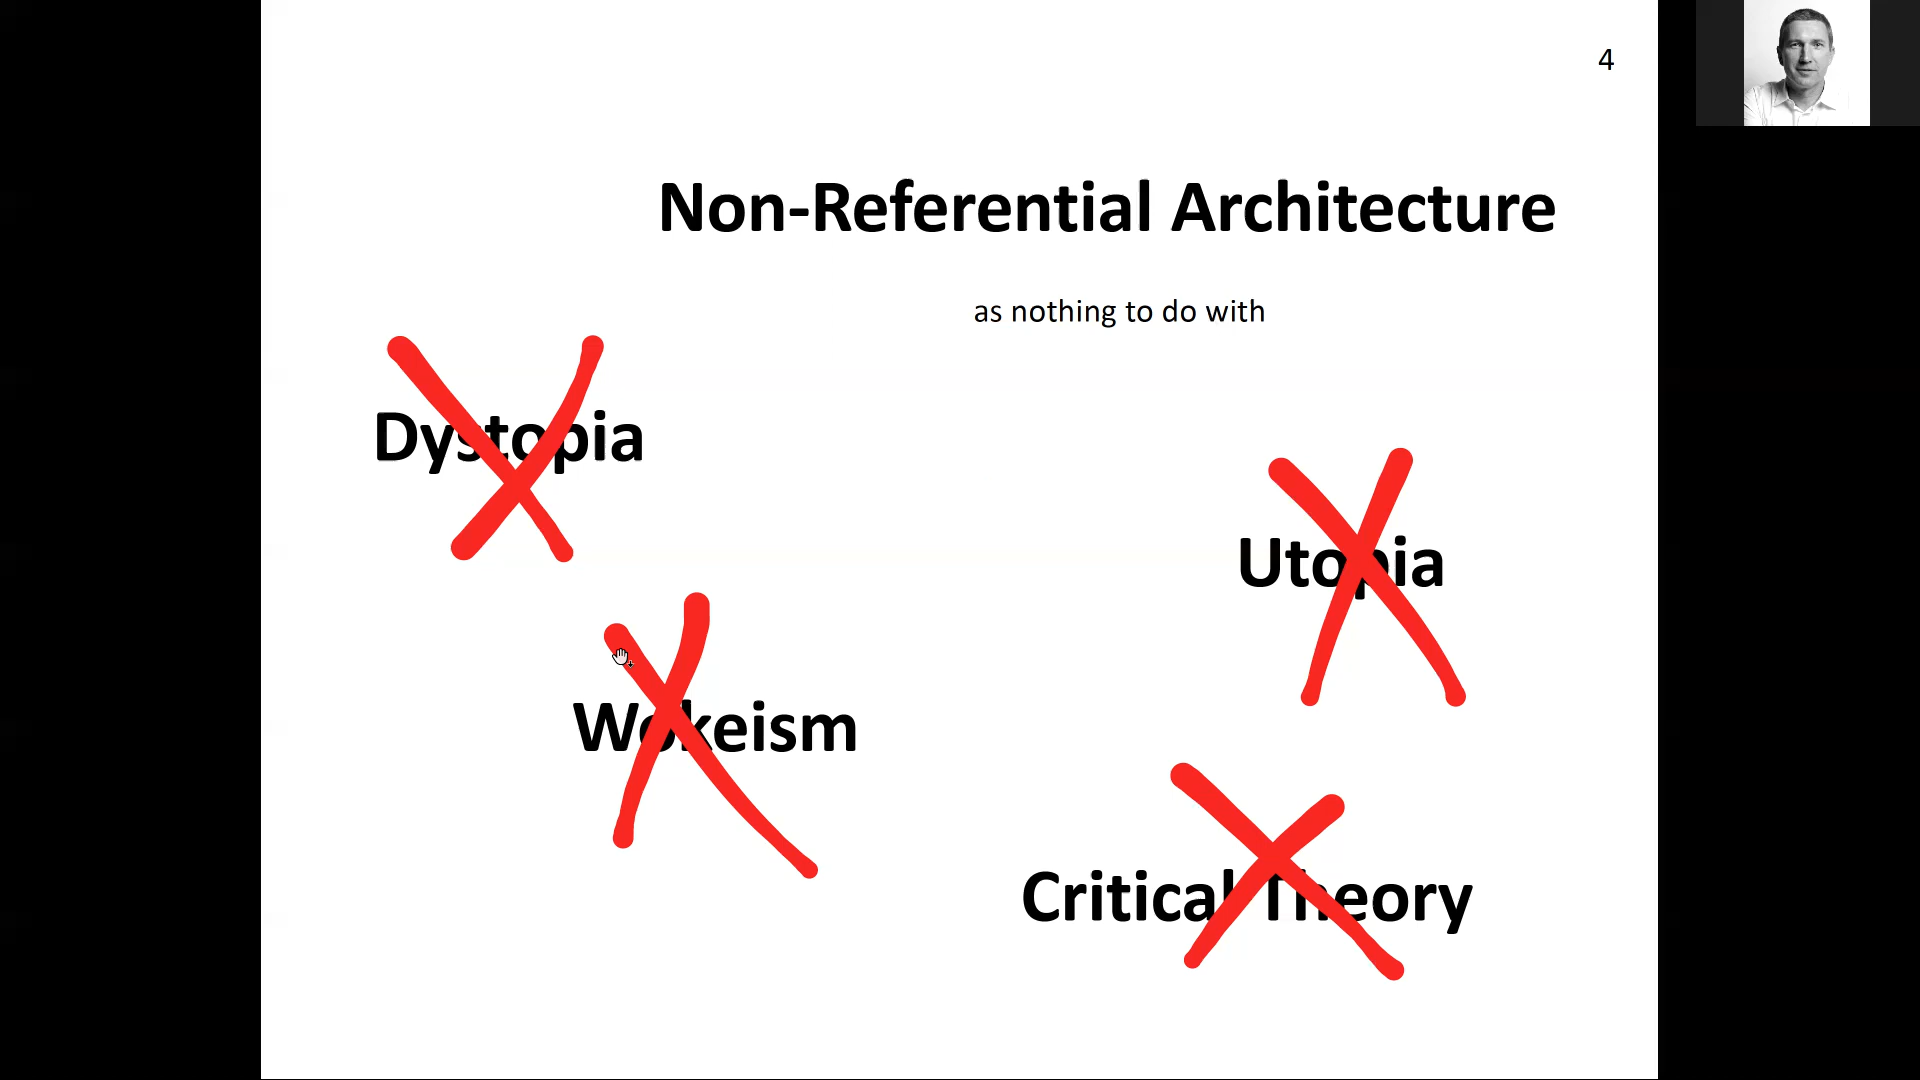 4
Non-Referential Architecture
as nothing to do with
Dystopia
Utopia
Wokeism
Critical Theory